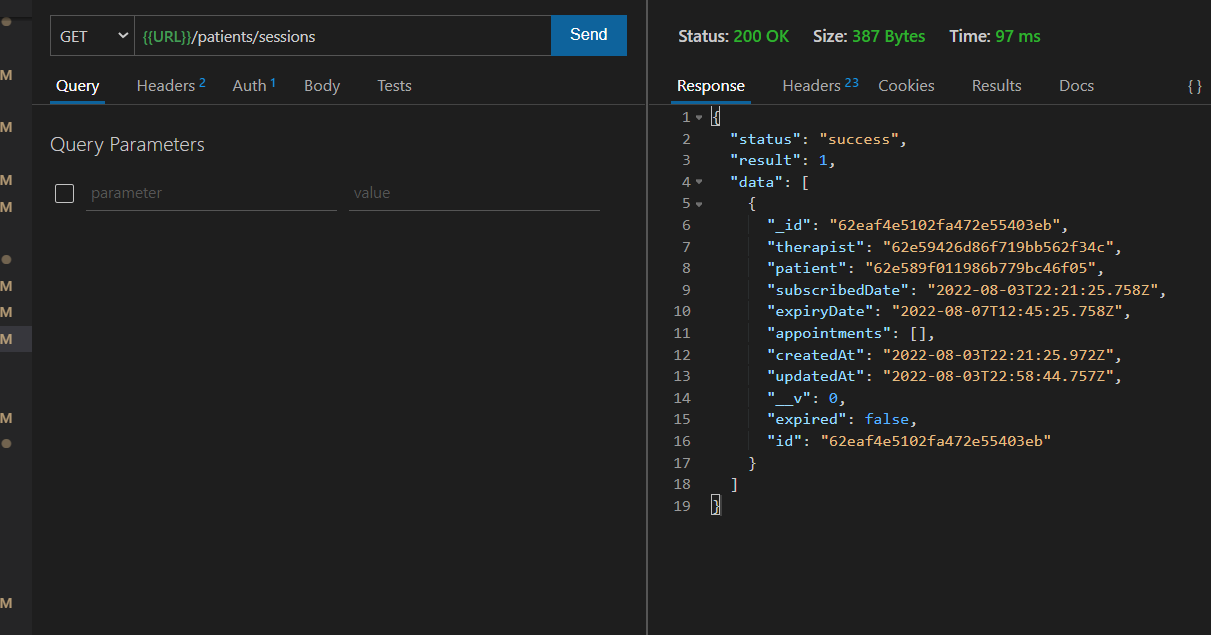 GET {{URL}}/patients/sessions Send
Query Headers 2 Auth 1 Body Tests
Query Parameters
parameter value
M
M
M
M
M
M
M
M
M
Status: 200 OK Size: 387 Bytes Time: 97 ms
Response Headers 23 Cookies Results Docs {}
1 {
2 "status": "success",
3 "result": 1,
4 "data": [
5 {
6 "_id": "62eaf4e5102fa472e55403eb",
7 "therapist": "62e59426d86f719bb562f34c",
8 "patient": "62e589f011986b779bc46f05",
9 "subscribedDate": "2022-08-03T22:21:25.758Z",
10 "expiryDate": "2022-08-07T12:45:25.758Z",
11 "appointments": [],
12 "createdAt": "2022-08-03T22:21:25.972Z",
13 "updatedAt": "2022-08-03T22:58:44.757Z",
14 "__v": 0,
15 "expired": false,
16 "id": "62eaf4e5102fa472e55403eb"
17 }
18 ]
19 }